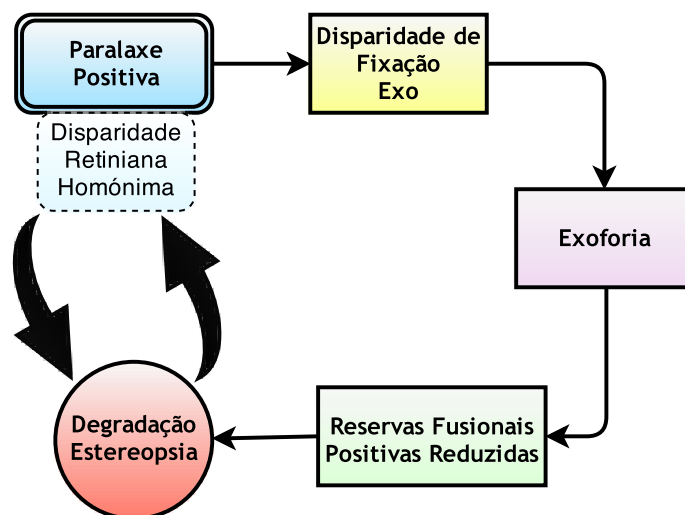 Paralaxe
Positiva
Disparidade
Retiniana
Homónima
Disparidade de
Fixação
Exo
Exoforia
Reservas Fusionais
Positivas Reduzidas
Degradação
Estereopsia